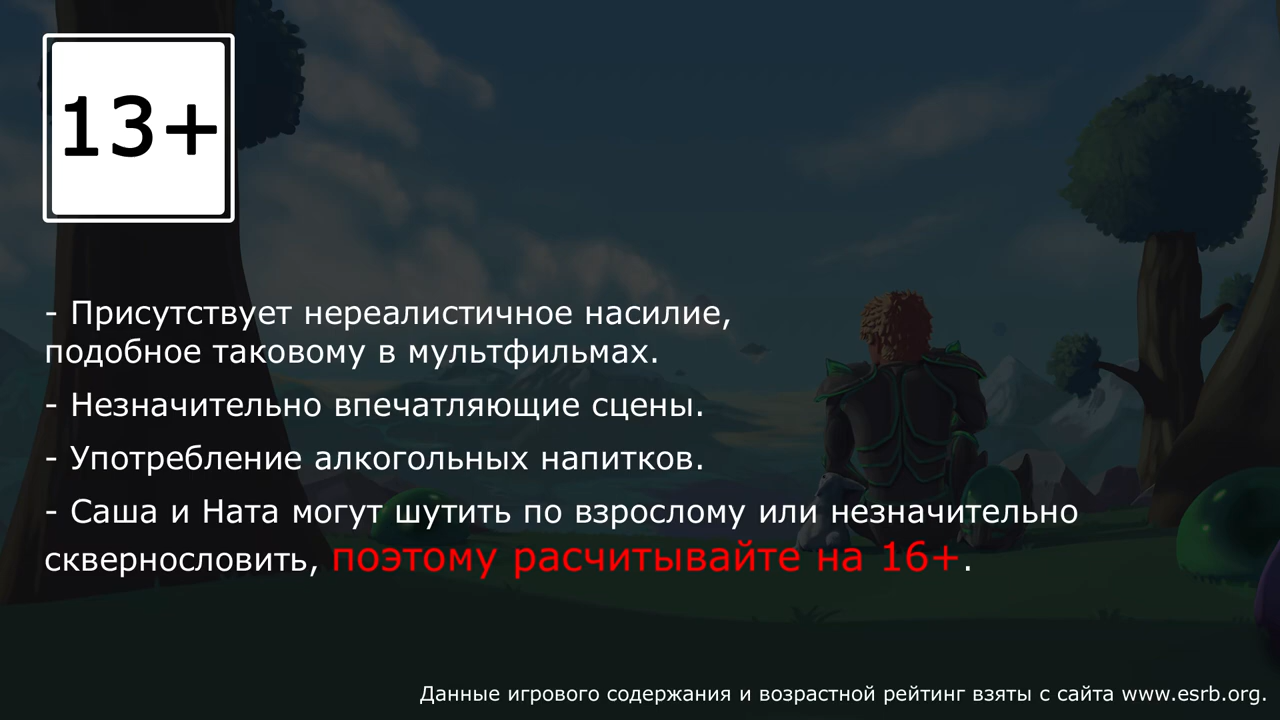 13+
- Присутствует нереалистичное насилие,
подобное таковому в мультфильмах.
- Незначительно впечатляющие сцены.
- Употребление алкогольных напитков.
- Саша и Ната могут шутить по взрослому или незначительно
сквернословить, поэтому расчитывайте на 16+.
Данные игрового содержания и возрастной рейтинг взяты с сайта www.esrb.org.